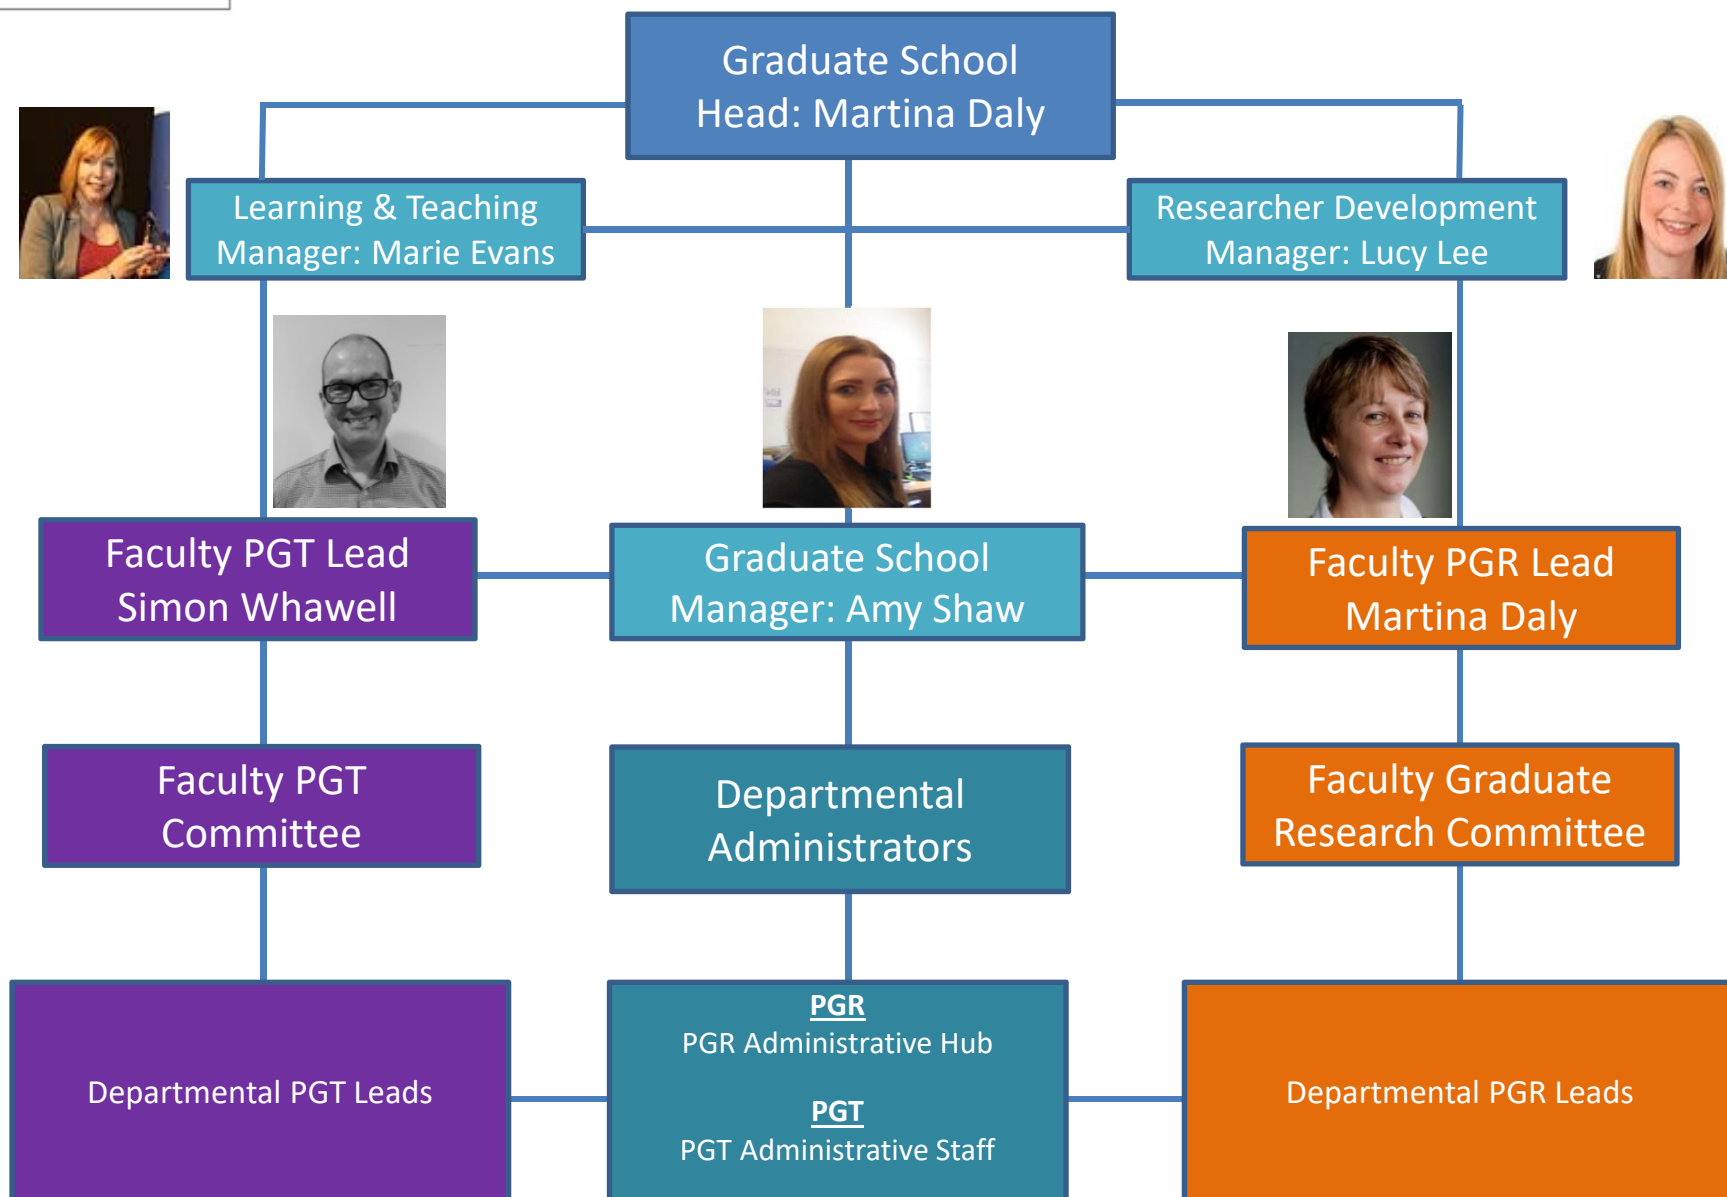 Graduate School
Head: Martina Daly
Learning & Teaching
Manager: Marie Evans
Researcher Development
Manager: Lucy Lee
Faculty PGT Lead
Simon Whawell
Graduate School
Manager: Amy Shaw
Faculty PGR Lead
Martina Daly
Faculty PGT
Committee
Departmental
Administrators
Faculty Graduate
Research Committee
Departmental PGT Leads
PGR
PGR Administrative Hub
PGT
PGT Administrative Staff
Departmental PGR Leads